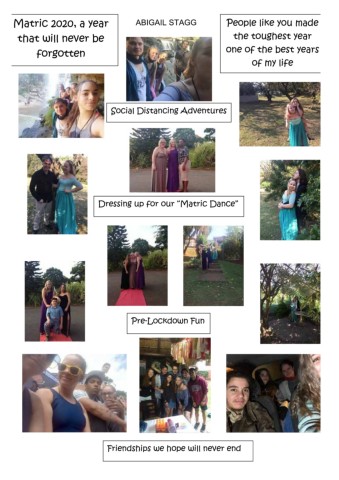 Matric 2020, a year
that will never be
forgotten
ABIGAIL STAGG
People like you made
the toughest year
one of the best years
of my life
Social Distancing Adventures
Dressing up for our "Matric Dance"
Pre-Lockdown Fun
Friendships we hope will never end